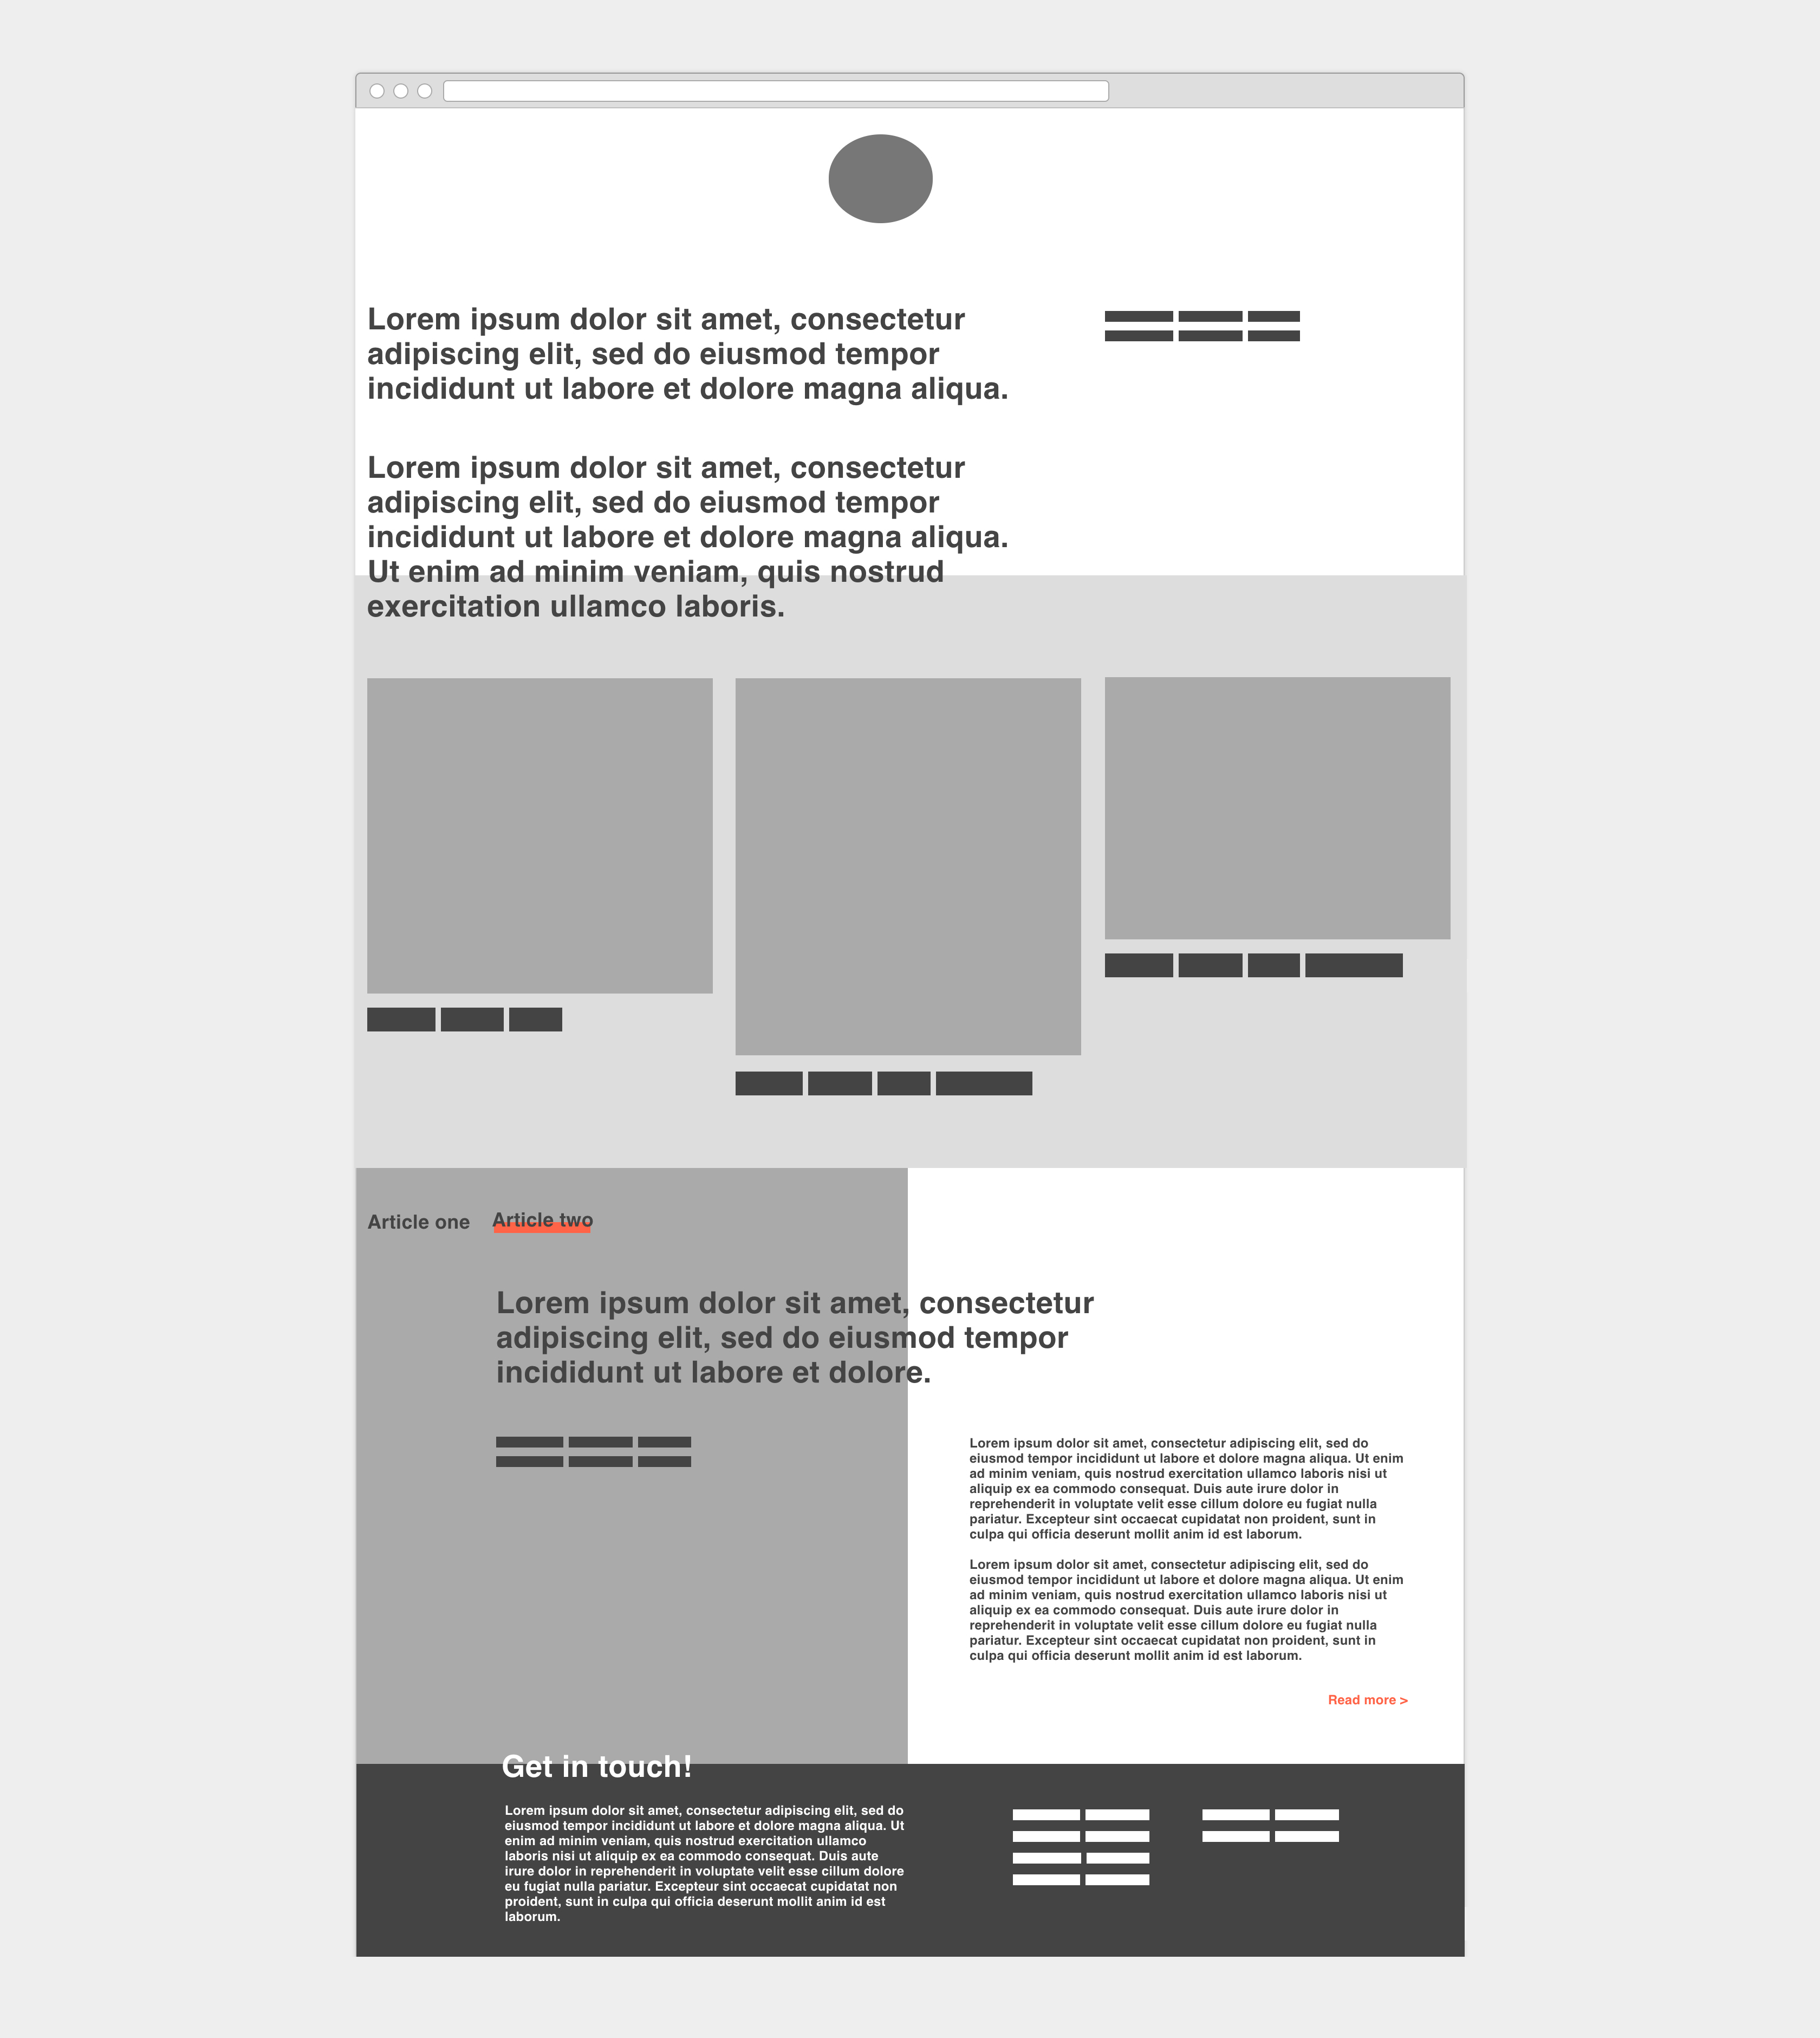 Lorem ipsum dolor sit amet, consectetur
adipiscing elit, sed do eiusmod tempor
incididunt ut labore et dolore magna aliqua.
Lorem ipsum dolor sit amet, consectetur
adipiscing elit, sed do eiusmod tempor
incididunt ut labore et dolore magna aliqua.
Ut enim ad minim veniam, quis nostrud
exercitation ullamco laboris.
Article one
Article two
Lorem ipsum dolor sit amet, consectetur
adipiscing elit, sed do eiusmod tempor
incididunt ut labore et dolore.
Lorem ipsum dolor sit amet, consectetur adipiscing elit, sed do
eiusmod tempor incididunt ut labore et dolore magna aliqua. Ut enim
ad minim veniam, quis nostrud exercitation ullamco laboris nisi ut
aliquip ex ea commodo consequat. Duis aute irure dolor in
reprehenderit in voluptate velit esse cillum dolore eu fugiat nulla
pariatur. Excepteur sint occaecat cupidatat non proident, sunt in
culpa qui officia deserunt mollit anim id est laborum.
Lorem ipsum dolor sit amet, consectetur adipiscing elit, sed do
eiusmod tempor incididunt ut labore et dolore magna aliqua. Ut enim
ad minim veniam, quis nostrud exercitation ullamco laboris nisi ut
aliquip ex ea commodo consequat. Duis aute irure dolor in
reprehenderit in voluptate velit esse cillum dolore eu fugiat nulla
pariatur. Excepteur sint occaecat cupidatat non proident, sunt in
culpa qui officia deserunt mollit anim id est laborum.
Read more >
Get in touch!
Lorem ipsum dolor sit amet, consectetur adipiscing elit, sed do
eiusmod tempor incididunt ut labore et dolore magna aliqua. Ut
enim ad minim veniam, quis nostrud exercitation ullamco
laboris nisi ut aliquip ex ea commodo consequat. Duis aute
irure dolor in reprehenderit in voluptate velit esse cillum dolore
eu fugiat nulla pariatur. Excepteur sint occaecat cupidatat non
proident, sunt in culpa qui officia deserunt mollit anim id est
laborum.